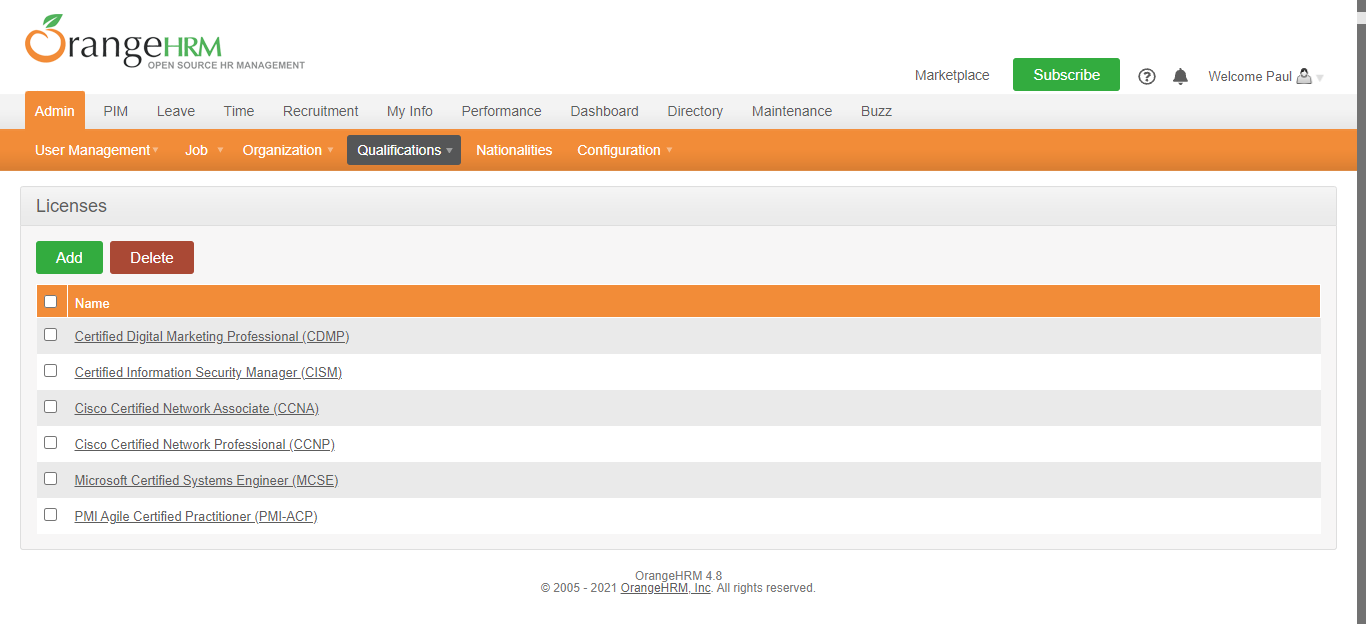 OrangeHRM
OPEN SOURCE HR MANAGEMENT
Marketplace Subscribe Welcome Paul
Admin PIM Leave Time Recruitment My Info Performance Dashboard Directory Maintenance Buzz
User Management Job Organization Qualifications Nationalities Configuration
Licenses
Add Delete
Name
Certified Digital Marketing Professional (CDMP)
Certified Information Security Manager (CISM)
Cisco Certified Network Associate (CCNA)
Cisco Certified Network Professional (CCNP)
Microsoft Certified Systems Engineer (MCSE)
PMI Agile Certified Practitioner (PMI-ACP)
OrangeHRM 4.8
© 2005 - 2021 OrangeHRM, Inc. All rights reserved.